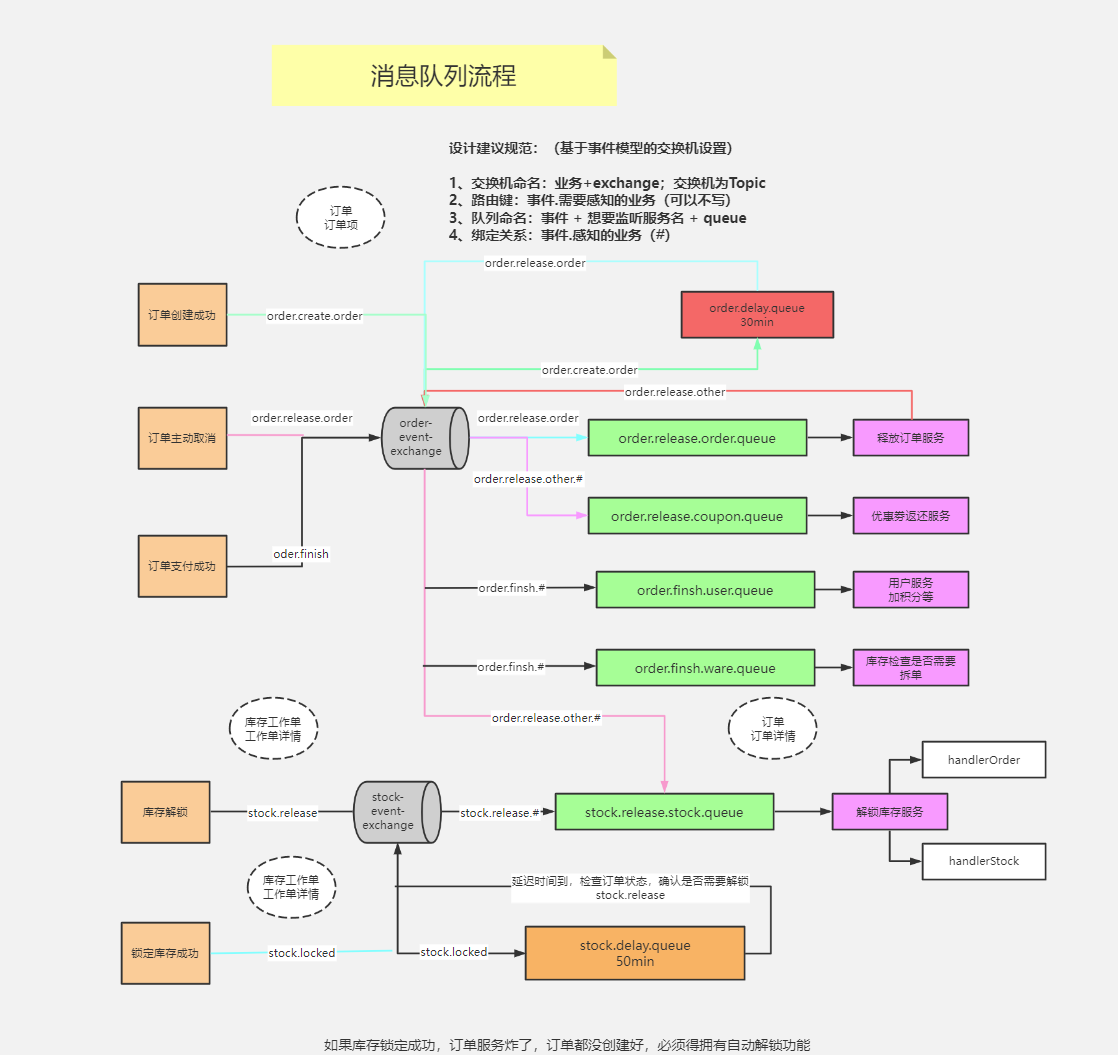 消息队列流程
设计建议规范：（基于事件模型的交换机设置）
1、交换机命名：业务+exchange；交换机为Topic
2、路由键：事件.需要感知的业务（可以不写）
3、队列命名：事件 + 想要监听服务名 + queue
4、绑定关系：事件.感知的业务（#）
订单
订单项
order.release.order
订单创建成功
order.create.order
order.delay.queue
30min
order.create.order
order.release.other
订单主动取消
order.release.order
order-
event-
exchange
order.release.order
order.release.order.queue
释放订单服务
order.release.other.#
order.release.coupon.queue
优惠券返还服务
订单支付成功
oder.finish
order.finsh.#
order.finsh.user.queue
用户服务
加积分等
order.finsh.#
order.finsh.ware.queue
库存检查是否需要
拆单
order.release.other.#
库存工作单
工作单详情
订单
订单详情
handlerOrder
库存解锁
stock.release
stock-
event-
exchange
stock.release.#
stock.release.stock.queue
解锁库存服务
handlerStock
库存工作单
工作单详情
延迟时间到，检查订单状态，确认是否需要解锁
stock.release
锁定库存成功
stock.locked
stock.locked
stock.delay.queue
50min
如果库存锁定成功，订单服务炸了，订单都没创建好，必须得拥有自动解锁功能